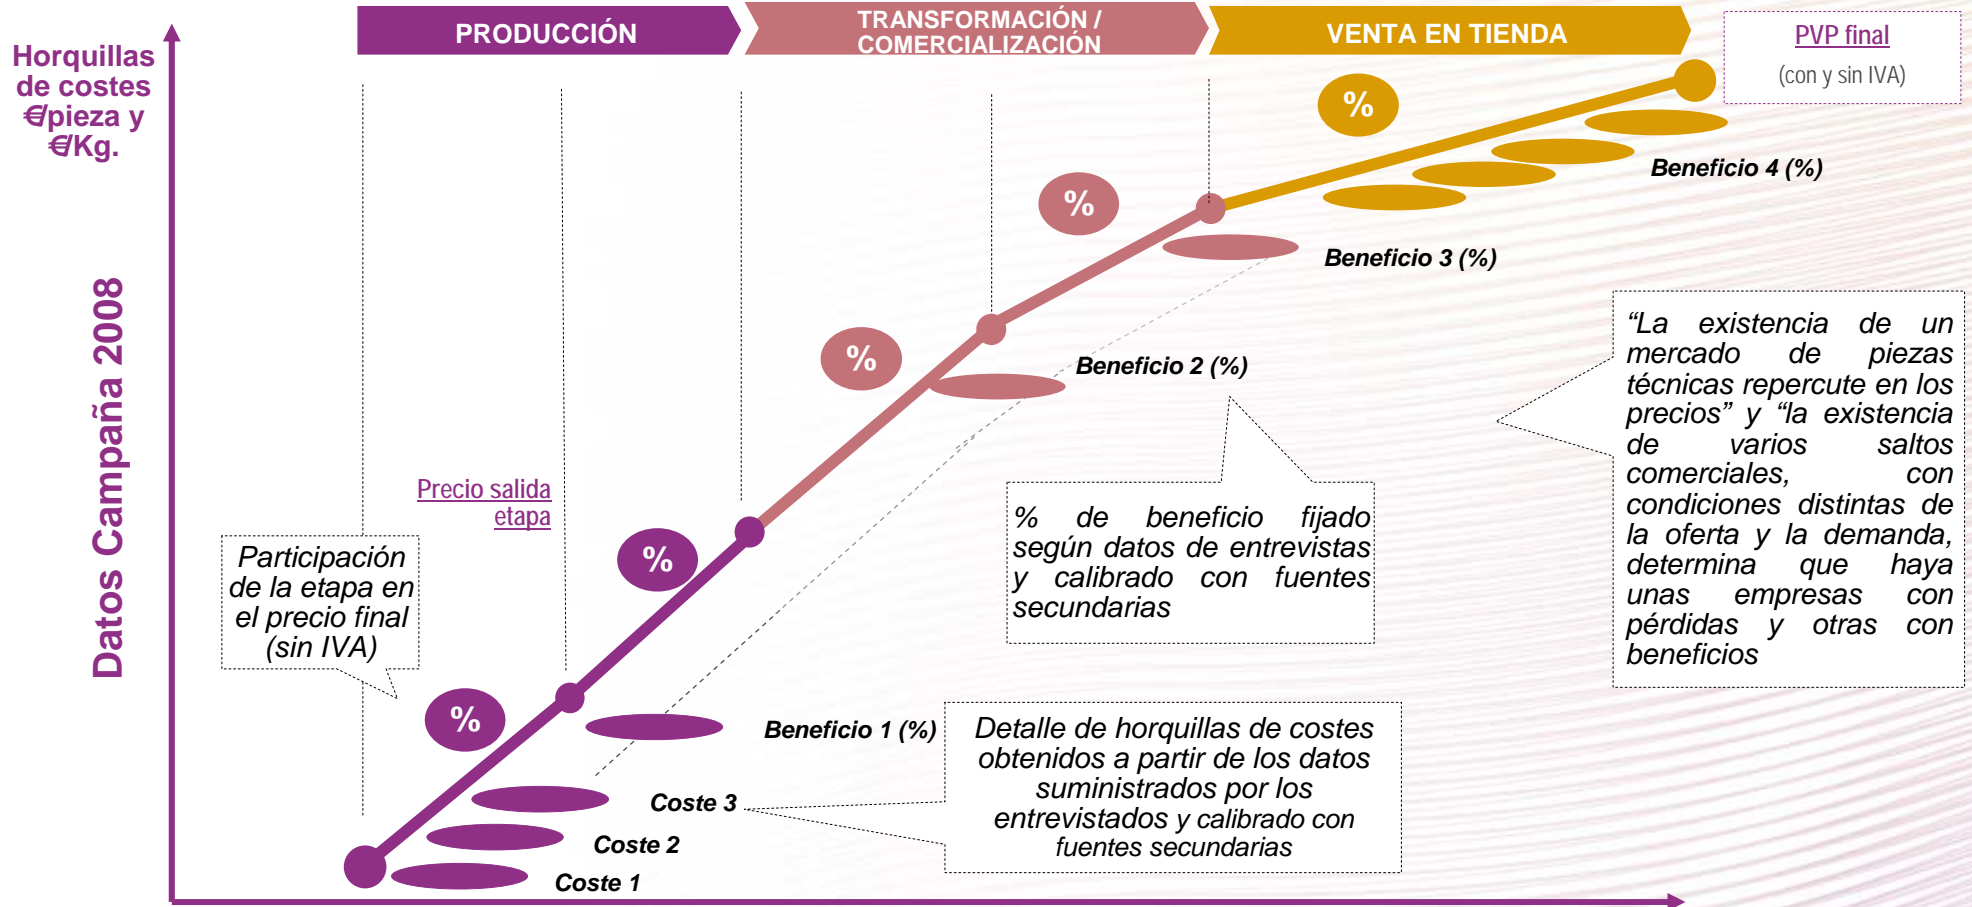 PRODUCCIÓN
TRANSFORMACIÓN /
COMERCIALIZACIÓN
VENTA EN TIENDA
PVP final
(con y sin IVA)
Horquillas
de costes
€/pieza y
€/Kg.
Datos Campaña 2008
%
%
%
%
%
Beneficio 4 (%)
Beneficio 3 (%)
Beneficio 2 (%)
Beneficio 1 (%)
Coste 3
Coste 2
Coste 1
Precio salida
etapa
Participación
de la etapa en
el precio final
(sin IVA)
% de beneficio fijado
según datos de entrevistas
y calibrado con fuentes
secundarias
Detalle de horquillas de costes
obtenidos a partir de los datos
suministrados por los
entrevistados y calibrado con
fuentes secundarias
“La existencia de un
mercado de piezas
técnicas repercute en los
precios” y “la existencia
de varios saltos
comerciales, con
condiciones distintas de
la oferta y la demanda,
determina que haya
unas empresas con
pérdidas y otras con
beneficios